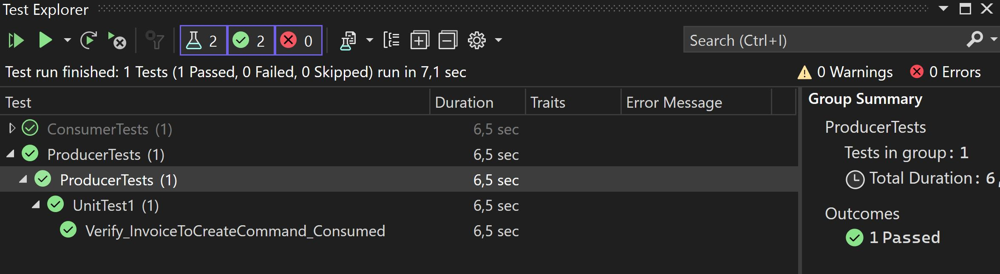 Test Explorer
2 2 0 Search (Ctrl+I)
Test run finished: 1 Tests (1 Passed, 0 Failed, 0 Skipped) run in 7,1 sec 0 Warnings 0 Errors
Test Duration Traits Error Message
ConsumerTests (1) 6,5 sec
ProducerTests (1) 6,5 sec
ProducerTests (1) 6,5 sec
UnitTest1 (1) 6,5 sec
Verify_InvoiceToCreateCommand_Consumed 6,5 sec
Group Summary
ProducerTests
Tests in group: 1
Total Duration: 6,
Outcomes
1 Passed